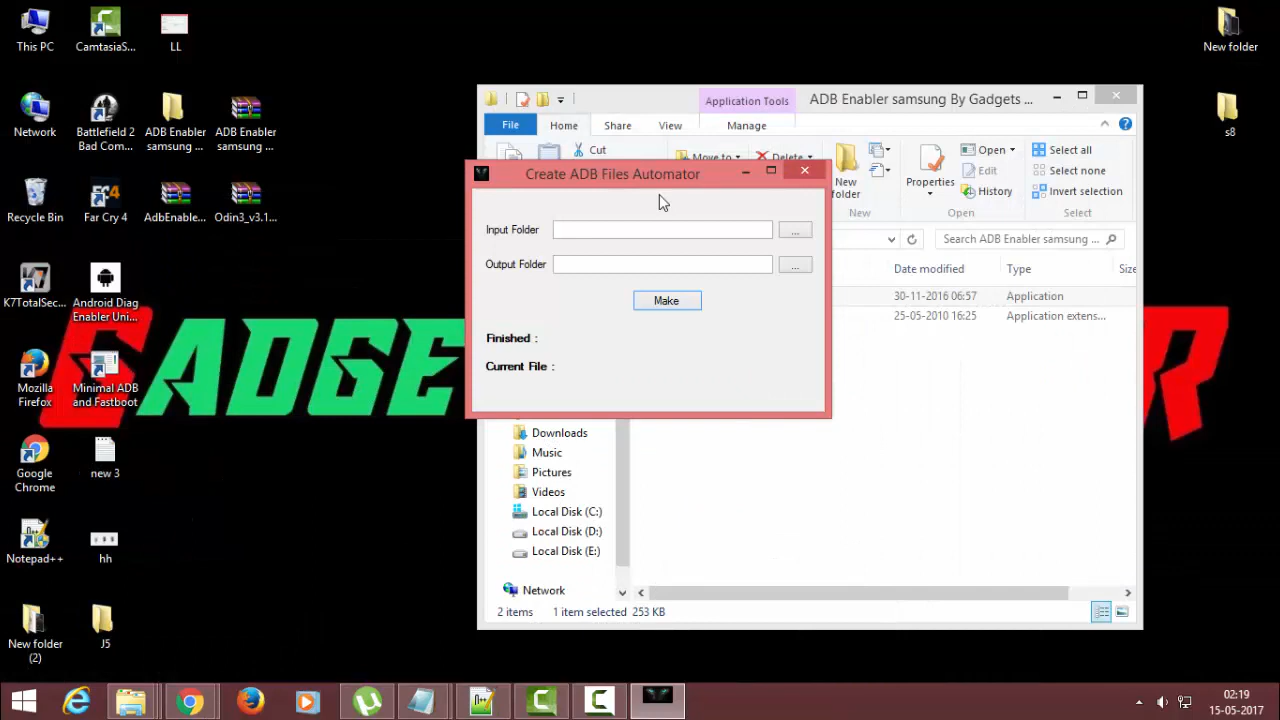 This PC
CamtasiaS...
LL
New folder
Network
Battlefield 2
Bad Com...
ADB Enabler
samsung ...
ADB Enabler
samsung ...
s8
Recycle Bin
Far Cry 4
AdbEnable...
Odin3_v3.1...
K7TotalSec...
Android Diag
Enabler Uni...
Mozilla
Firefox
Minimal ADB
and Fastboot
Google
Chrome
new 3
Notepad++
hh
New folder
(2)
J5
Application Tools
ADB Enabler samsung By Gadgets ...
File
Home
Share
View
Manage
Cut
Move to
Delete
New
folder
Properties
Open
Edit
History
Select all
Select none
Invert selection
New
Open
Select
Search ADB Enabler samsung ...
Date modified
Type
Size
30-11-2016 06:57
Application
25-05-2010 16:25
Application extens...
Create ADB Files Automator
Input Folder
...
Output Folder
...
Make
Finished :
Current File :
Downloads
Music
Pictures
Videos
Local Disk (C:)
Local Disk (D:)
Local Disk (E:)
Network
2 items
1 item selected 253 KB
02:19
15-05-2017